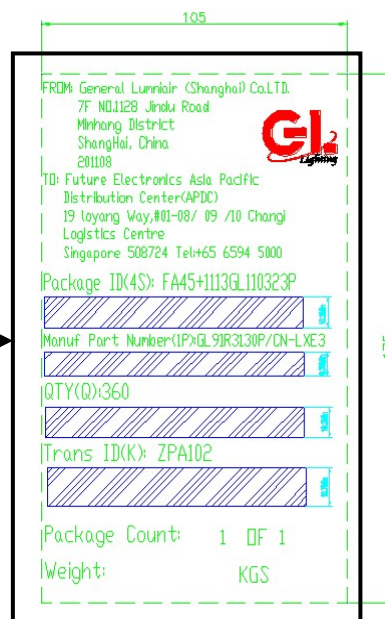 105
FROM: General Lumniair (Shanghai) Co.LTD.
7F NO.1128 Jindu Road
Minhang District
ShangHai, China
201108
GL
Lighting
TO: Future Electronics Asia Pacific
Distribution Center(APDC)
19 loyang Way,#01-08/ 09 /10 Changi
Logistics Centre
Singapore 508724 Tel:+65 6594 5000
Package ID(4S): FA45+1113GL110323P
Manuf Part Number(1P):GL91R3130P/CN-LXE3
QTY(Q):360
Trans ID(K): ZPA102
Package Count: 1 OF 1
Weight: KGS